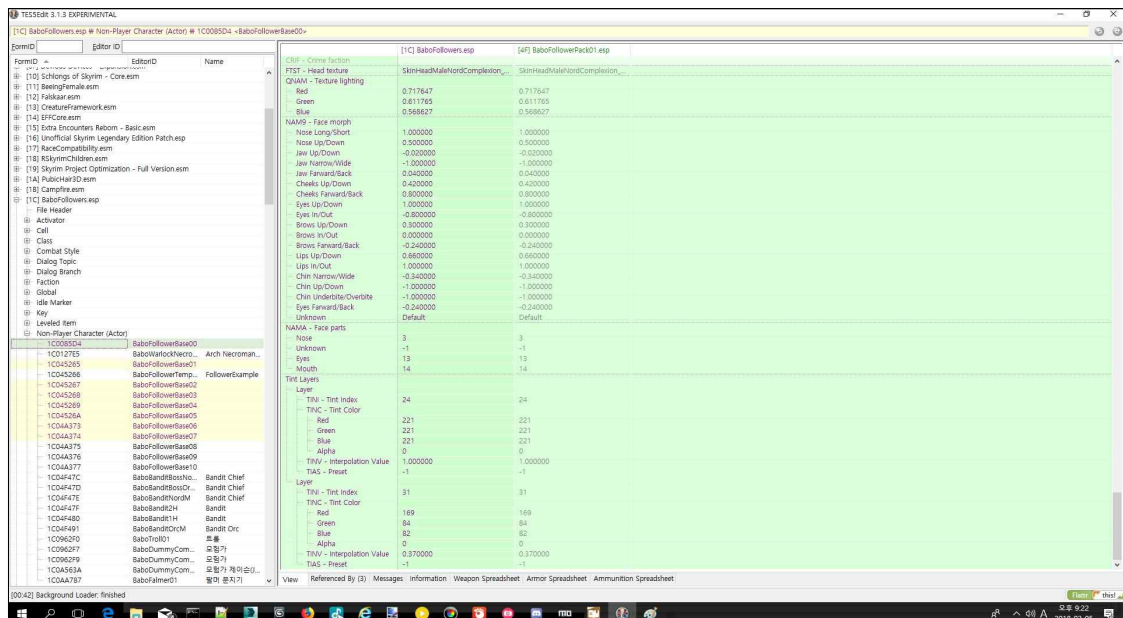 TES5Edit 3.1.3 EXPERIMENTAL
[1C] BaboFollowers.esp \ Non-Player Character (Actor) \ 1C0085D4 <BaboFollowerBase00>
FormID Editor ID
FormID EditorID Name
[10] Schlongs of Skyrim - Core.esm
[11] BeeingFemale.esm
[12] Falskaar.esm
[13] CreatureFramework.esm
[14] EFFCore.esm
[15] Extra Encounters Reborn - Basic.esm
[16] Unofficial Skyrim Legendary Edition Patch.esp
[17] RaceCompatibility.esm
[18] RSkyrimChildren.esm
[19] Skyrim Project Optimization - Full Version.esm
[1A] PubicHair3D.esm
[1B] Campfire.esm
[1C] BaboFollowers.esp
File Header
Activator
Cell
Class
Combat Style
Dialog Topic
Dialog Branch
Faction
Global
Idle Marker
Key
Leveled Item
Non-Player Character (Actor)
1C0085D4 BaboFollowerBase00
1C0127E5 BaboWarlockNecro... Arch Necroman...
1C045265 BaboFollowerBase01
1C045266 BaboFollowerTemp... FollowerExample
1C045267 BaboFollowerBase02
1C045268 BaboFollowerBase03
1C045269 BaboFollowerBase04
1C04526A BaboFollowerBase05
1C04A373 BaboFollowerBase06
1C04A374 BaboFollowerBase07
1C04A375 BaboFollowerBase08
1C04A376 BaboFollowerBase09
1C04A377 BaboFollowerBase10
1C04F47C BaboBanditBossNo... Bandit Chief
1C04F47D BaboBanditBossOr... Bandit Chief
1C04F47E BaboBanditNordM Bandit Chief
1C04F47F BaboBandit2H Bandit
1C04F480 BaboBandit1H Bandit
1C04F491 BaboBanditOrcM Bandit Orc
1C0962F0 BaboTroll01 트롤
1C0962F7 BaboDummyCom... 모험가
1C0962F9 BaboDummyCom... 모험가
1C0A563A BaboDummyCom... 모험가 제이슨(J...
1C0AA787 BaboFalmer01 팔머 문지기
[1C] BaboFollowers.esp [4F] BaboFollowerPack01.esp
CRIF - Crime faction
FTST - Head texture SkinHeadMaleNordComplexion_... SkinHeadMaleNordComplexion_...
QNAM - Texture lighting
Red 0.717647 0.717647
Green 0.611765 0.611765
Blue 0.568627 0.568627
NAM9 - Face morph
Nose Long/Short 1.000000 1.000000
Nose Up/Down 0.500000 0.500000
Jaw Up/Down -0.020000 -0.020000
Jaw Narrow/Wide -1.000000 -1.000000
Jaw Farward/Back 0.040000 0.040000
Cheeks Up/Down 0.420000 0.420000
Cheeks Farward/Back 0.800000 0.800000
Eyes Up/Down 1.000000 1.000000
Eyes In/Out -0.800000 -0.800000
Brows Up/Down 0.300000 0.300000
Brows In/Out 0.000000 0.000000
Brows Farward/Back -0.240000 -0.240000
Lips Up/Down 0.660000 0.660000
Lips In/Out 1.000000 1.000000
Chin Narrow/Wide -0.340000 -0.340000
Chin Up/Down -1.000000 -1.000000
Chin Underbite/Overbite -1.000000 -1.000000
Eyes Farward/Back -0.240000 -0.240000
Unknown Default Default
NAMA - Face parts
Nose 3 3
Unknown -1 -1
Eyes 13 13
Mouth 14 14
Tint Layers
Layer
TINI - Tint Index 24 24
TINC - Tint Color
Red 221 221
Green 221 221
Blue 221 221
Alpha 0 0
TINV - Interpolation Value 1.000000 1.000000
TIAS - Preset -1 -1
Layer
TINI - Tint Index 31 31
TINC - Tint Color
Red 169 169
Green 84 84
Blue 82 82
Alpha 0 0
TINV - Interpolation Value 0.370000 0.370000
TIAS - Preset -1 -1
View Referenced By (3) Messages Information Weapon Spreadsheet Armor Spreadsheet Ammunition Spreadsheet
[00:42] Background Loader: finished
Flattr this!
오후 9:22